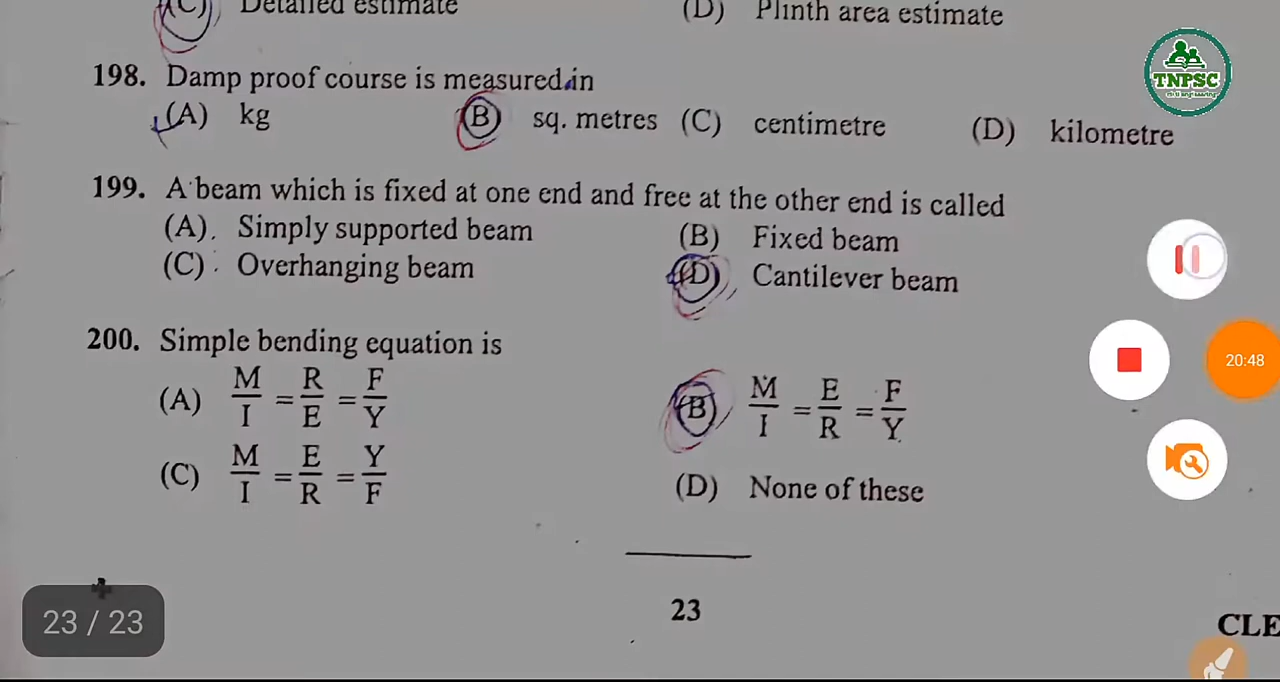 (C) Detailed estimate (D) Plinth area estimate
198. Damp proof course is measured in
(A) kg (B) sq. metres (C) centimetre (D) kilometre
199. A beam which is fixed at one end and free at the other end is called
(A) Simply supported beam (B) Fixed beam
(C) Overhanging beam (D) Cantilever beam
200. Simple bending equation is
(A) M/I = R/E = F/Y (B) M/I = E/R = F/Y
(C) M/I = E/R = Y/F (D) None of these
23
CLE
TNPSC
20:48
23 / 23